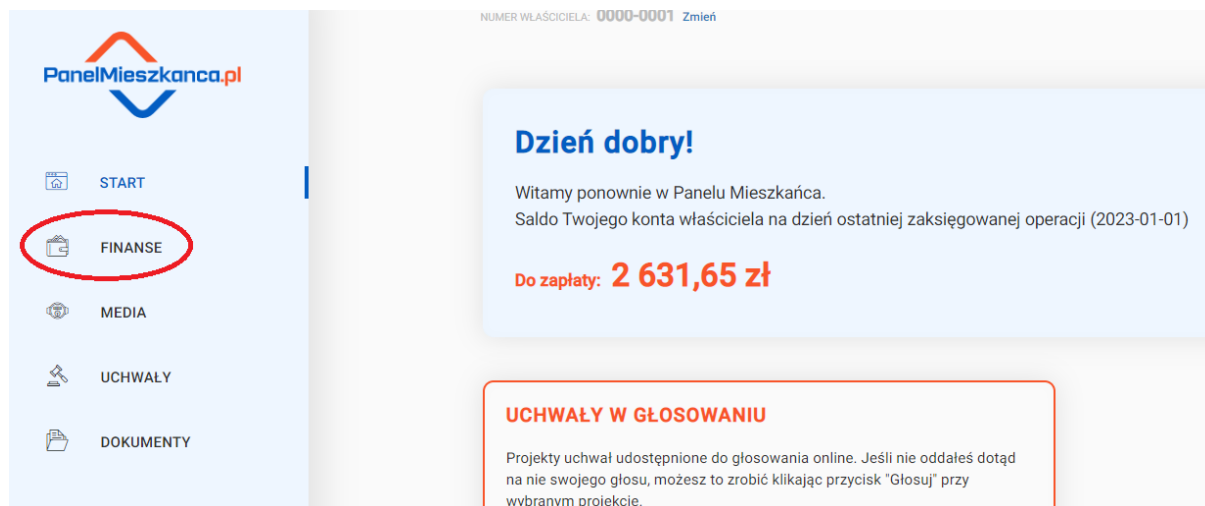 NUMER WŁAŚCICIELA: 0000-0001 Zmień
PanelMieszkanca.pl
START
FINANSE
MEDIA
UCHWAŁY
DOKUMENTY
Dzień dobry!
Witamy ponownie w Panelu Mieszkańca.
Saldo Twojego konta właściciela na dzień ostatniej zaksięgowanej operacji (2023-01-01)
Do zapłaty: 2 631,65 zł
UCHWAŁY W GŁOSOWANIU
Projekty uchwał udostępnione do głosowania online. Jeśli nie oddałeś dotąd
na nie swojego głosu, możesz to zrobić klikając przycisk "Głosuj" przy
wybranym projekcie.